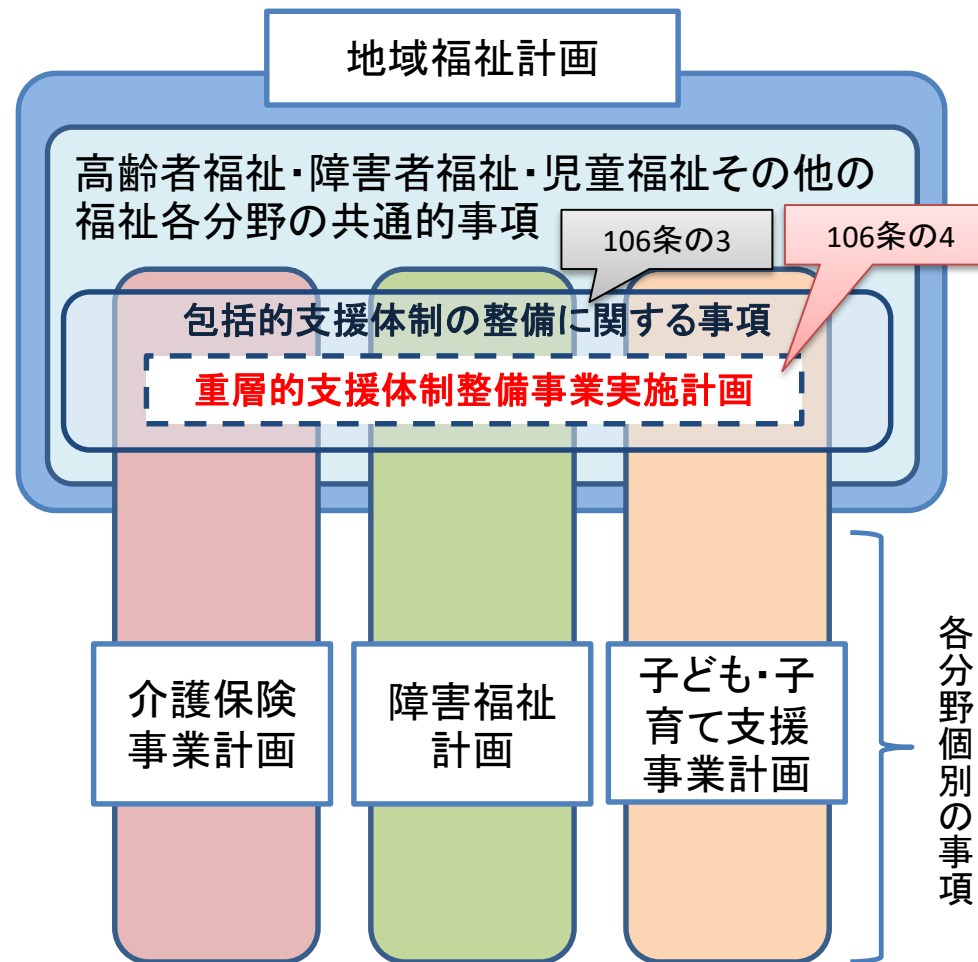 地域福祉計画
高齢者福祉・障害者福祉・児童福祉その他の
福祉各分野の共通的事項
106条の3
106条の4
包括的支援体制の整備に関する事項
重層的支援体制整備事業実施計画
介護保険
事業計画
障害福祉
計画
子ども・子
育て支援
事業計画
各分野個別の事項